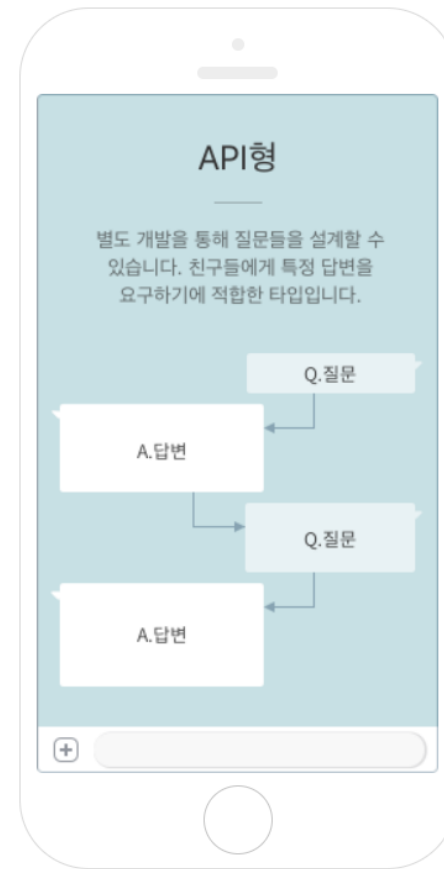 API형
별도 개발을 통해 질문들을 설계할 수
있습니다. 친구들에게 특정 답변을
요구하기에 적합한 타입입니다.
Q.질문
A.답변
Q.질문
A.답변